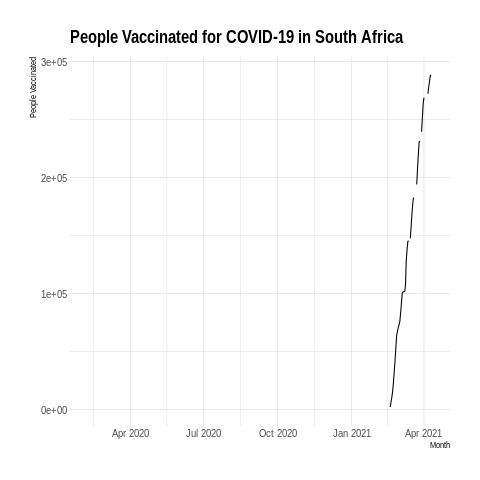 People Vaccinated for COVID-19 in South Africa
People Vaccinated
3e+05
2e+05
1e+05
0e+00
Apr 2020 Jul 2020 Oct 2020 Jan 2021 Apr 2021
Month